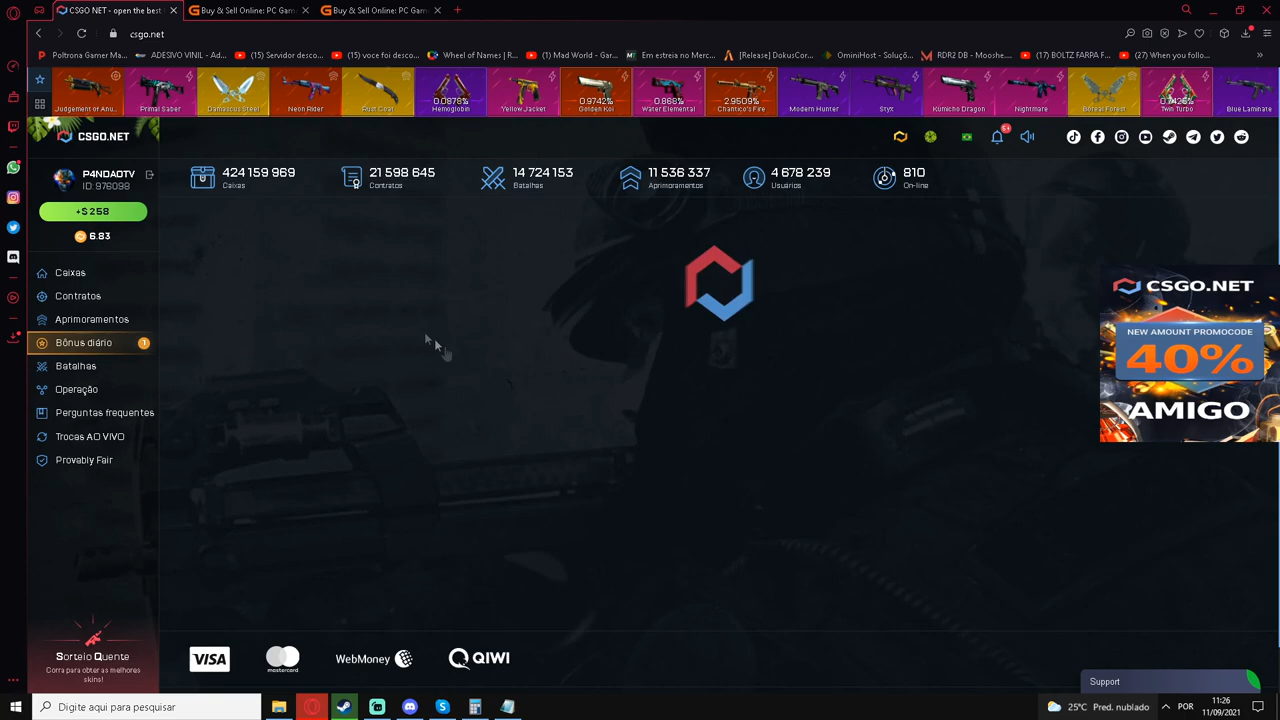 CSGO.NET - open the best
Buy & Sell Online: PC Gam
Buy & Sell Online: PC Gam
csgo.net
Poltrona Gamer Ma...
ADESIVO VINIL - Ad...
(15) Servidor desco...
(15) voce foi desco...
Wheel of Names | R...
(1) Mad World - Gar...
Em estreia no Merc...
[Release] DokusCor...
OminiHost - Soluçõ...
RDR2 DB - Mooshe...
(17) BOLTZ FARPA F...
(27) When you follo...
Judgement of Anu...
Primal Saber
Damascus Steel
Neon Rider
Rust Coat
0.0878%
Hemoglobin
Yellow Jacket
0.9742%
Golden Koi
0.868%
Water Elemental
2.9509%
Chantico's Fire
Modern Hunter
Styx
Kumicho Dragon
Nightmare
Boreal Forest
Twin Turbo
Blue Laminate
CSGO.NET
5+
P4NDAOTV
ID: 976098
+$ 258
6.83
424 159 969
Caixas
21 598 645
Contratos
14 724 153
Batalhas
11 536 337
Aprimoramentos
4 678 239
Usuários
810
On-line
Caixas
Contratos
Aprimoramentos
Bônus diário
1
Batalhas
Operação
Perguntas frequentes
Trocas AO VIVO
Provably Fair
CSGO.NET
NEW AMOUNT PROMOCODE
40%
AMIGO
Sorteio Quente
Corra para obter as melhores
skins!
VISA
mastercard
WebMoney
QIWI
Support
Digite aqui para pesquisar
25°C Pred. nublado
POR
11:26
11/09/2021